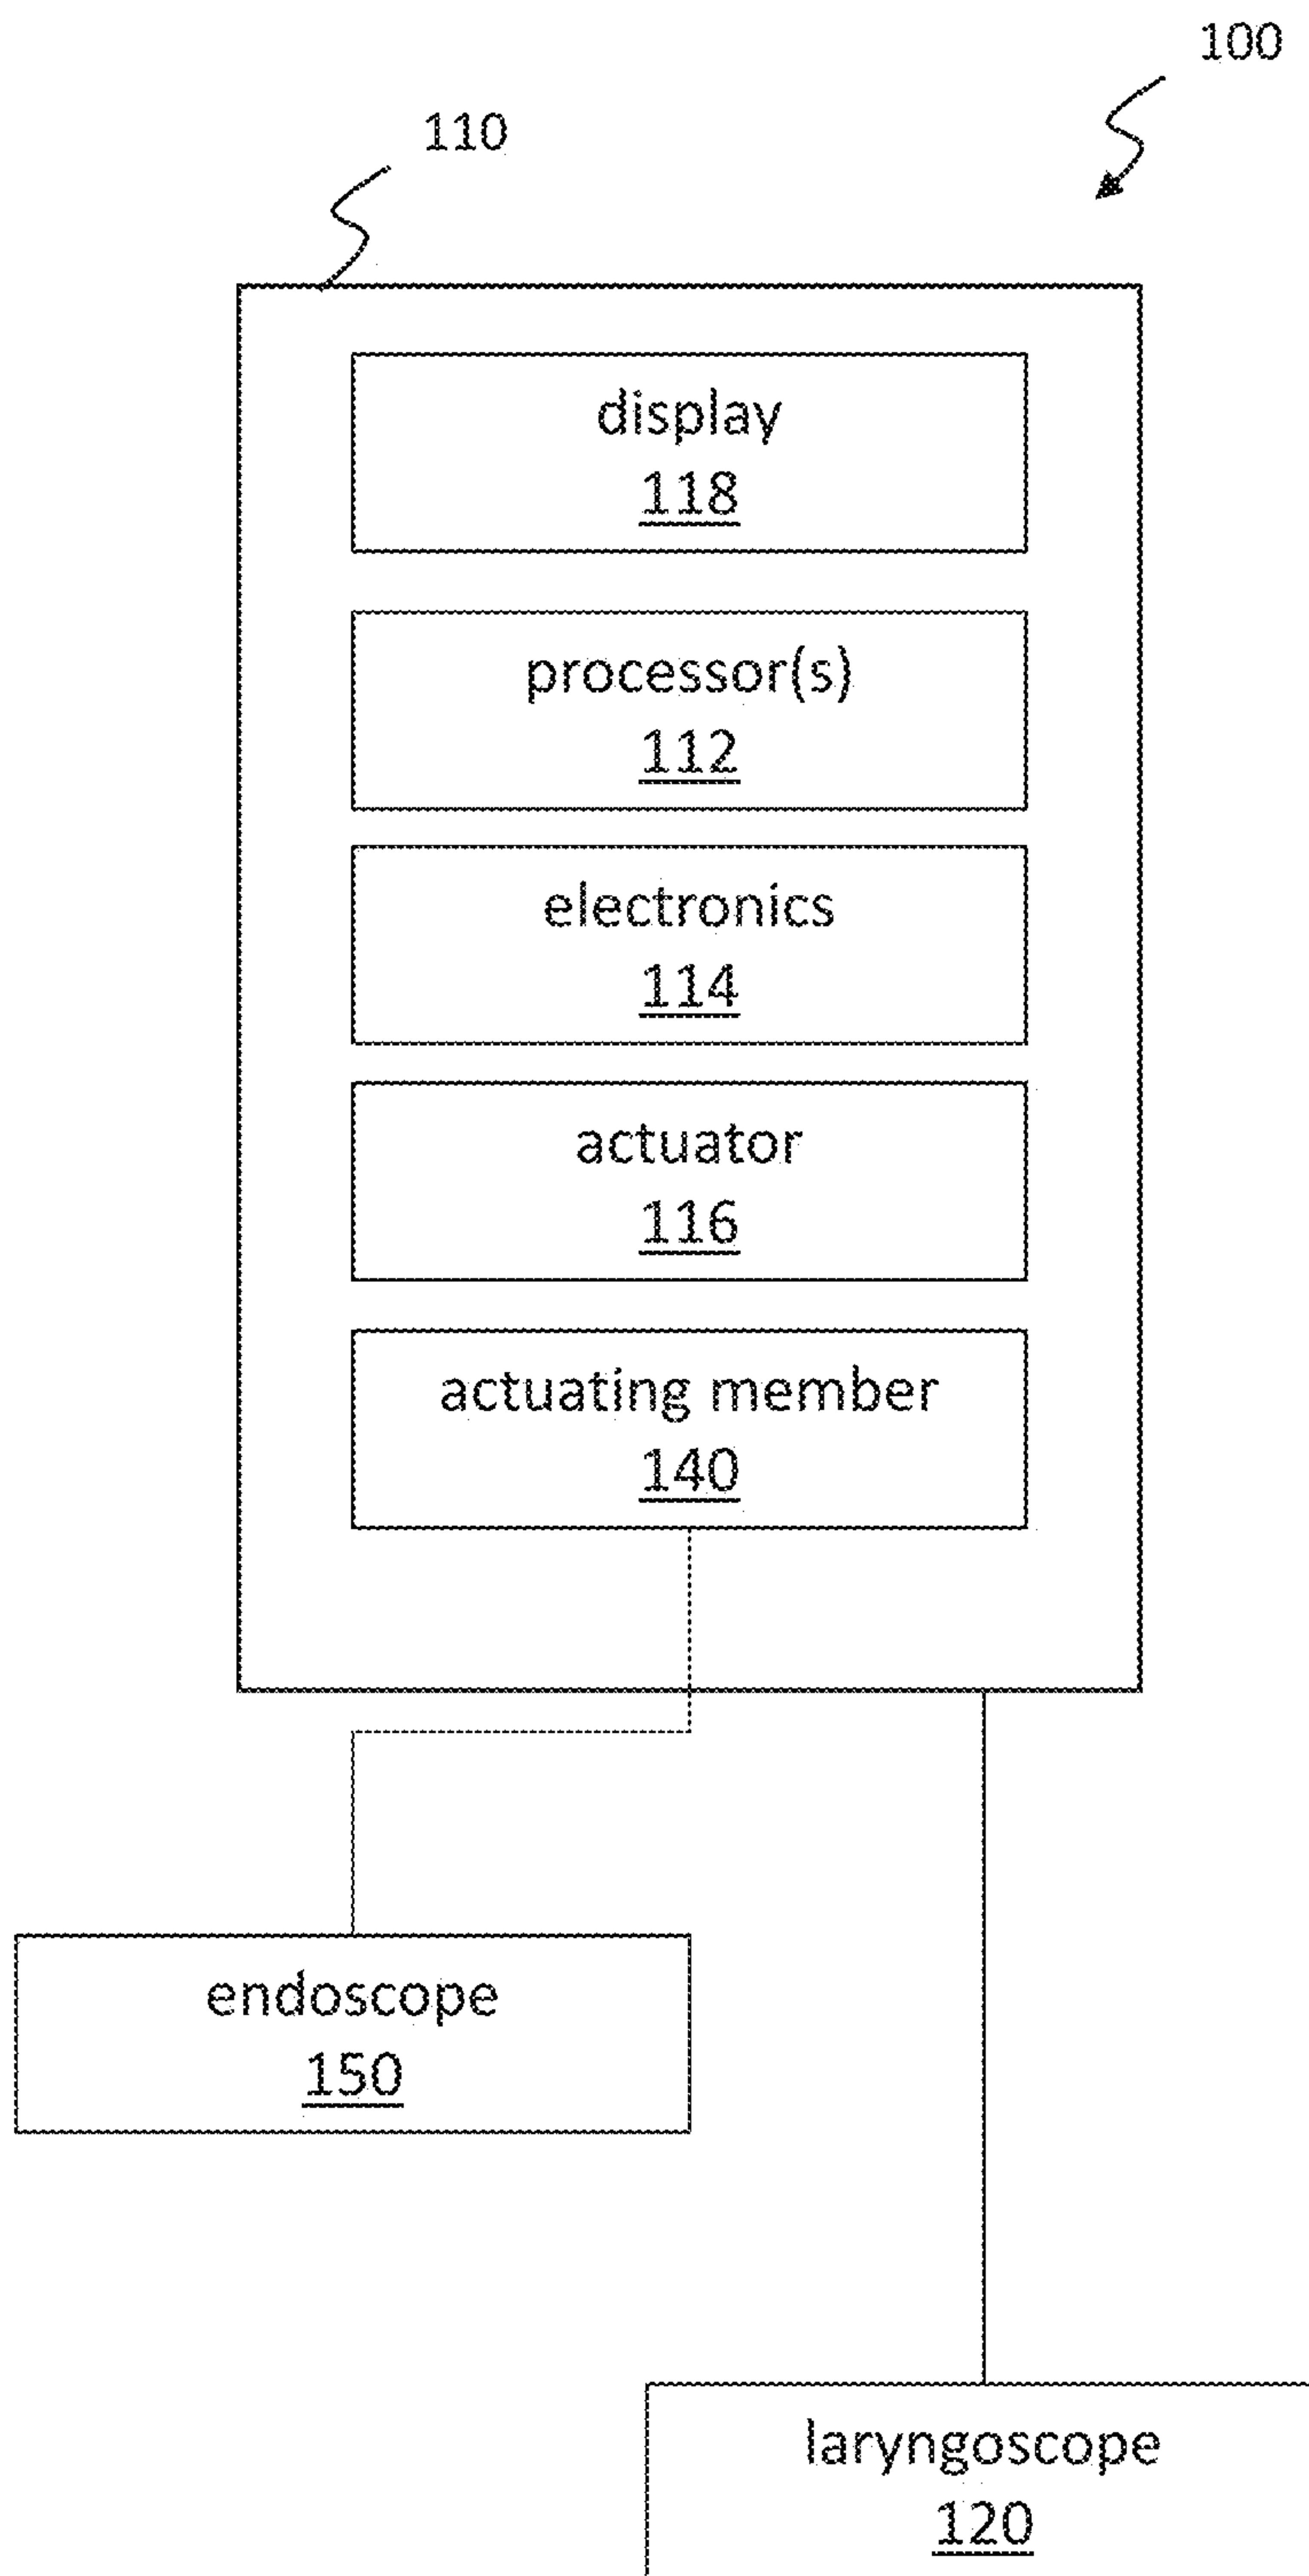 100
110
display
118
processor(s)
112
electronics
114
actuator
116
actuating member
140
endoscope
150
laryngoscope
120